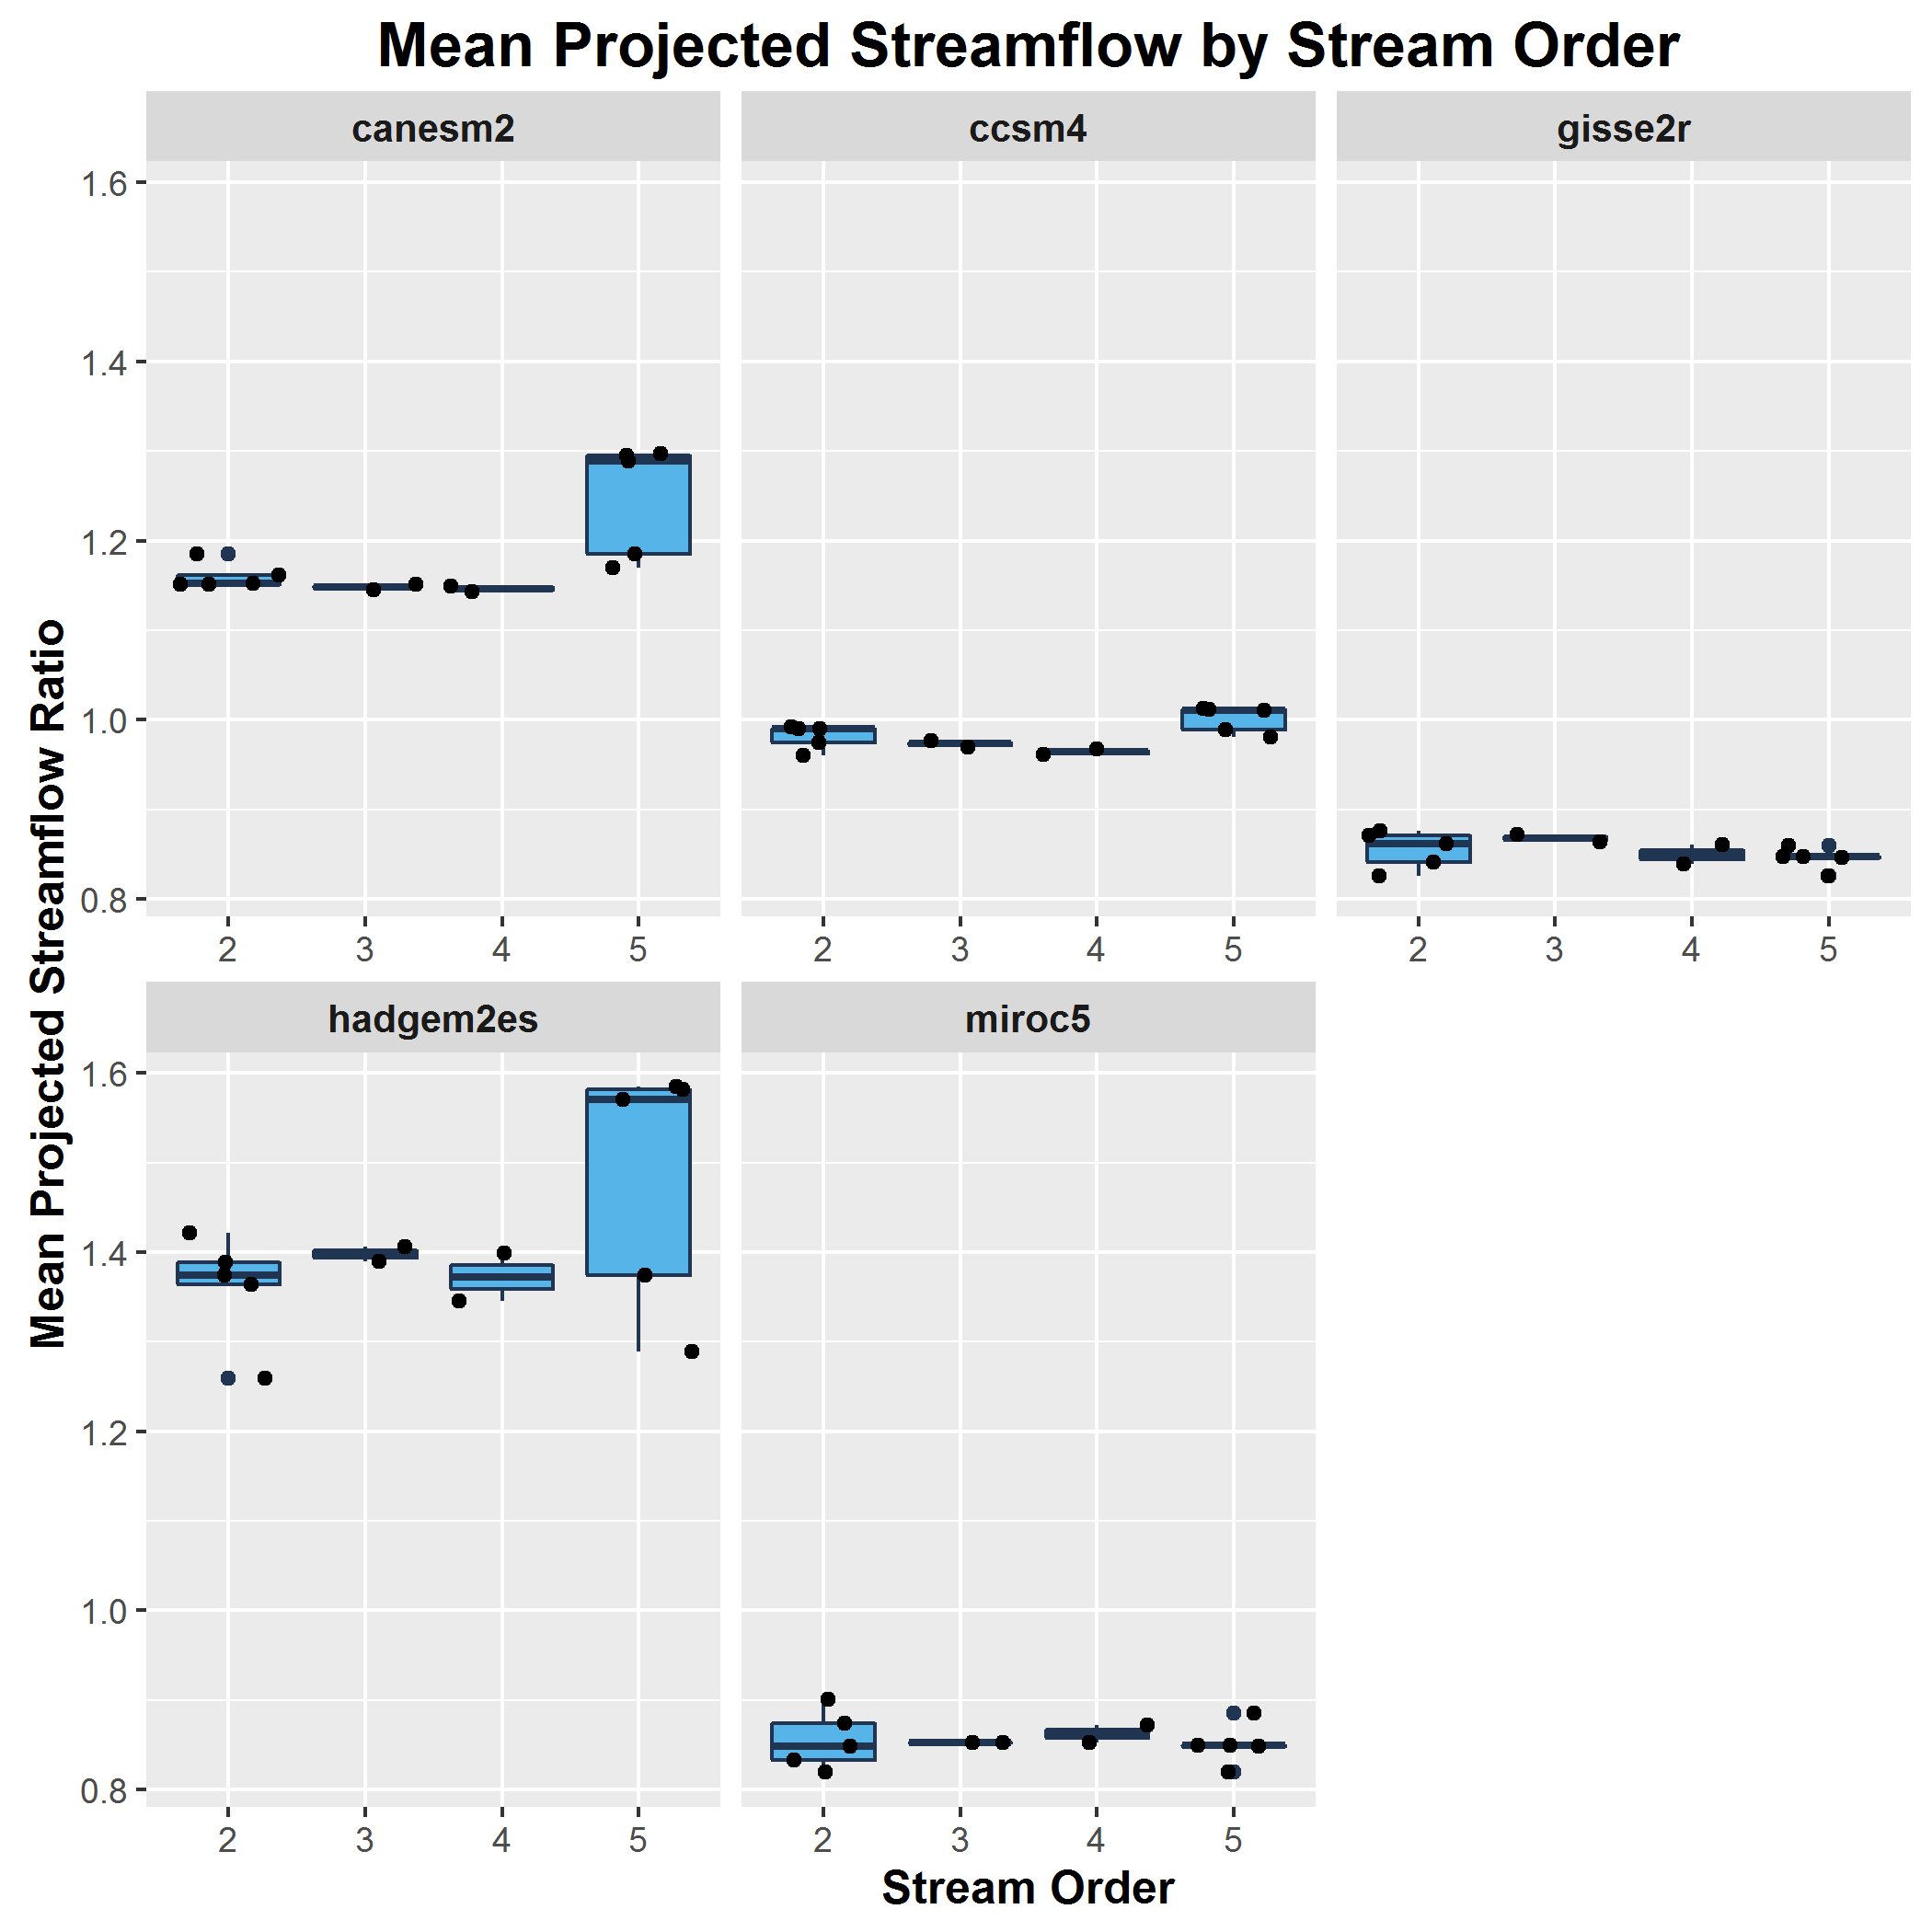 Mean Projected Streamflow by Stream Order
canesm2
ccsm4
gisse2r
1.6
1.4
1.2
1.0
0.8
2 3 4 5
2 3 4 5
2 3 4 5
Mean Projected Streamflow Ratio
hadgem2es
miroc5
1.6
1.4
1.2
1.0
0.8
2 3 4 5
2 3 4 5
Stream Order